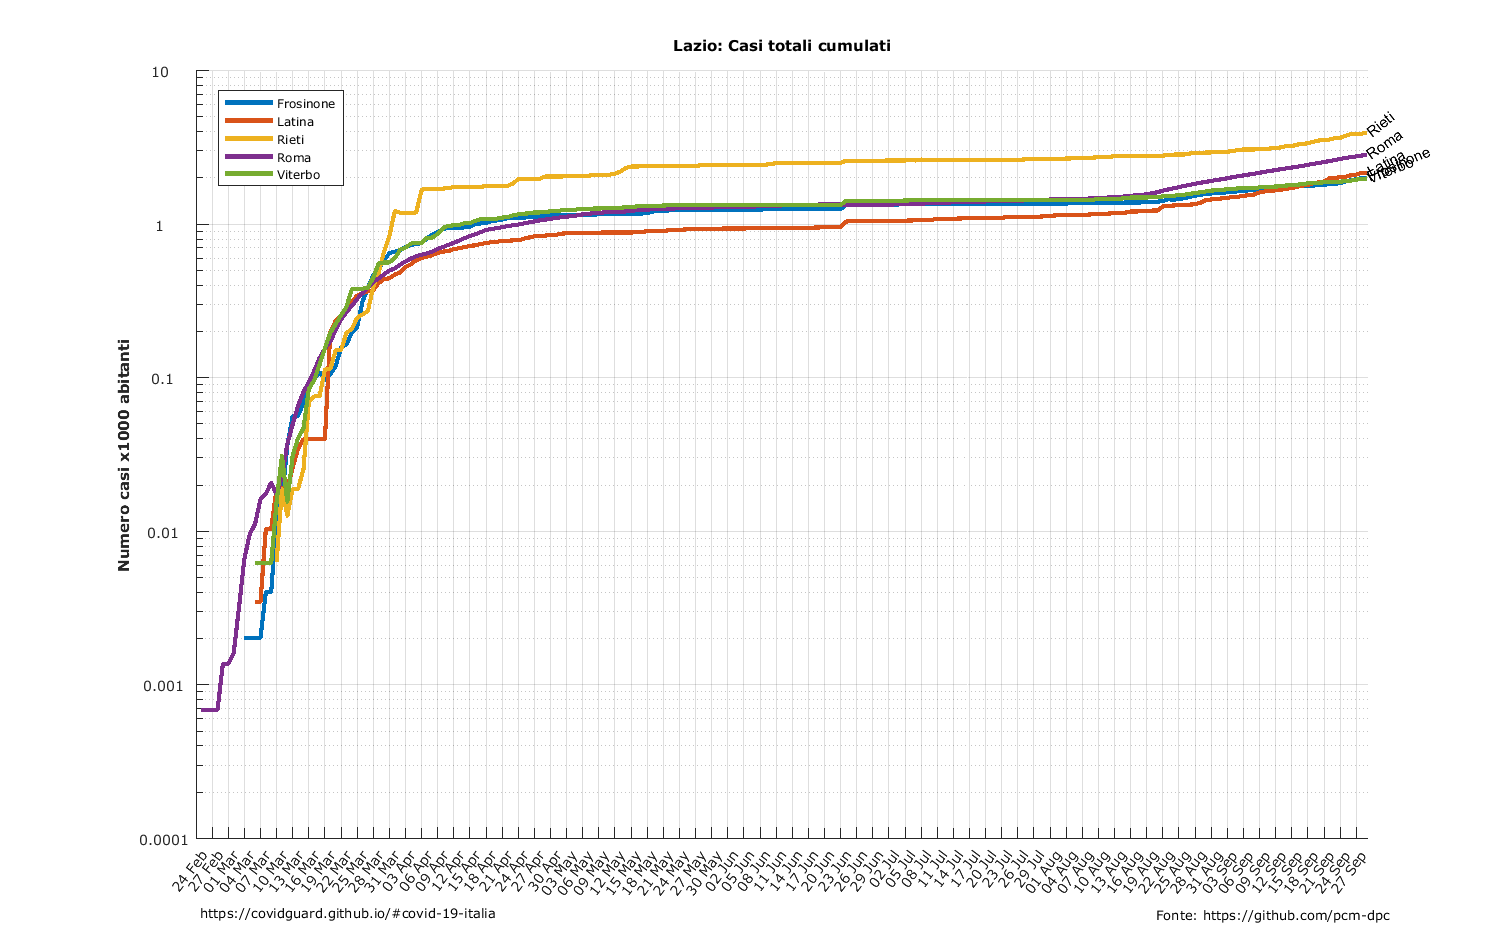 Lazio: Casi totali cumulati
10
1
0.1
0.01
0.001
0.0001
Numero casi x1000 abitanti
Frosinone
Latina
Rieti
Roma
Viterbo
Rieti
Roma
Latina
Frosinone
Viterbo
24 Feb
27 Feb
01 Mar
04 Mar
07 Mar
10 Mar
13 Mar
16 Mar
19 Mar
22 Mar
25 Mar
28 Mar
31 Mar
03 Apr
06 Apr
09 Apr
12 Apr
15 Apr
18 Apr
21 Apr
24 Apr
27 Apr
30 Apr
03 May
06 May
09 May
12 May
15 May
18 May
21 May
24 May
27 May
30 May
02 Jun
05 Jun
08 Jun
11 Jun
14 Jun
17 Jun
20 Jun
23 Jun
26 Jun
29 Jun
02 Jul
05 Jul
08 Jul
11 Jul
14 Jul
17 Jul
20 Jul
23 Jul
26 Jul
29 Jul
01 Aug
04 Aug
07 Aug
10 Aug
13 Aug
16 Aug
19 Aug
22 Aug
25 Aug
28 Aug
31 Aug
03 Sep
06 Sep
09 Sep
12 Sep
15 Sep
18 Sep
21 Sep
24 Sep
27 Sep
https://covidguard.github.io/#covid-19-italia
Fonte: https://github.com/pcm-dpc